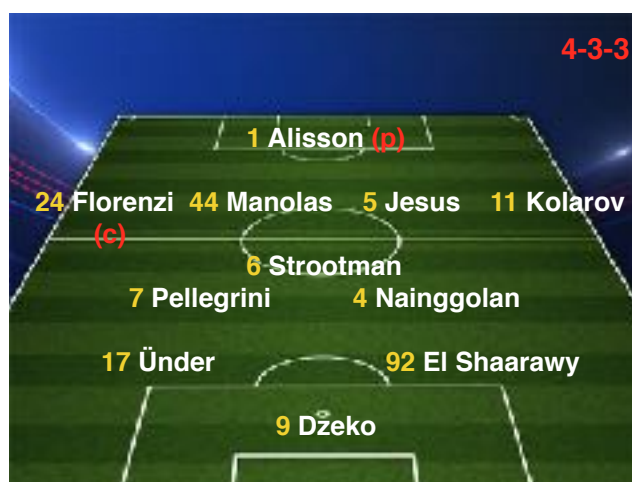 4-3-3
1 Alisson (p)
24 Florenzi 44 Manolas 5 Jesus 11 Kolarov
(c)
6 Strootman
7 Pellegrini 4 Nainggolan
17 Ünder 92 El Shaarawy
9 Dzeko